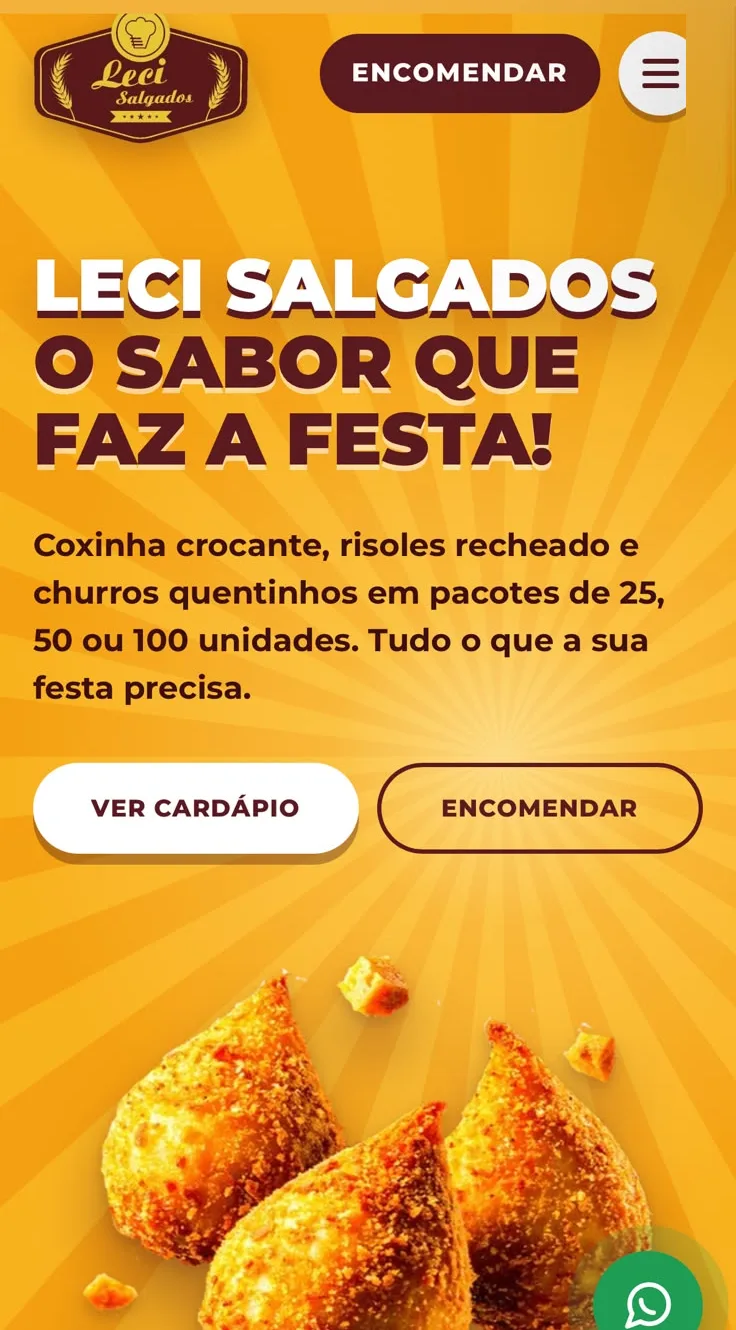 Leci
Salgados
ENCOMENDAR
LECI SALGADOS
O SABOR QUE
FAZ A FESTA!
Coxinha crocante, risoles recheado e
churros quentinhos em pacotes de 25,
50 ou 100 unidades. Tudo o que a sua
festa precisa.
VER CARDÁPIO
ENCOMENDAR